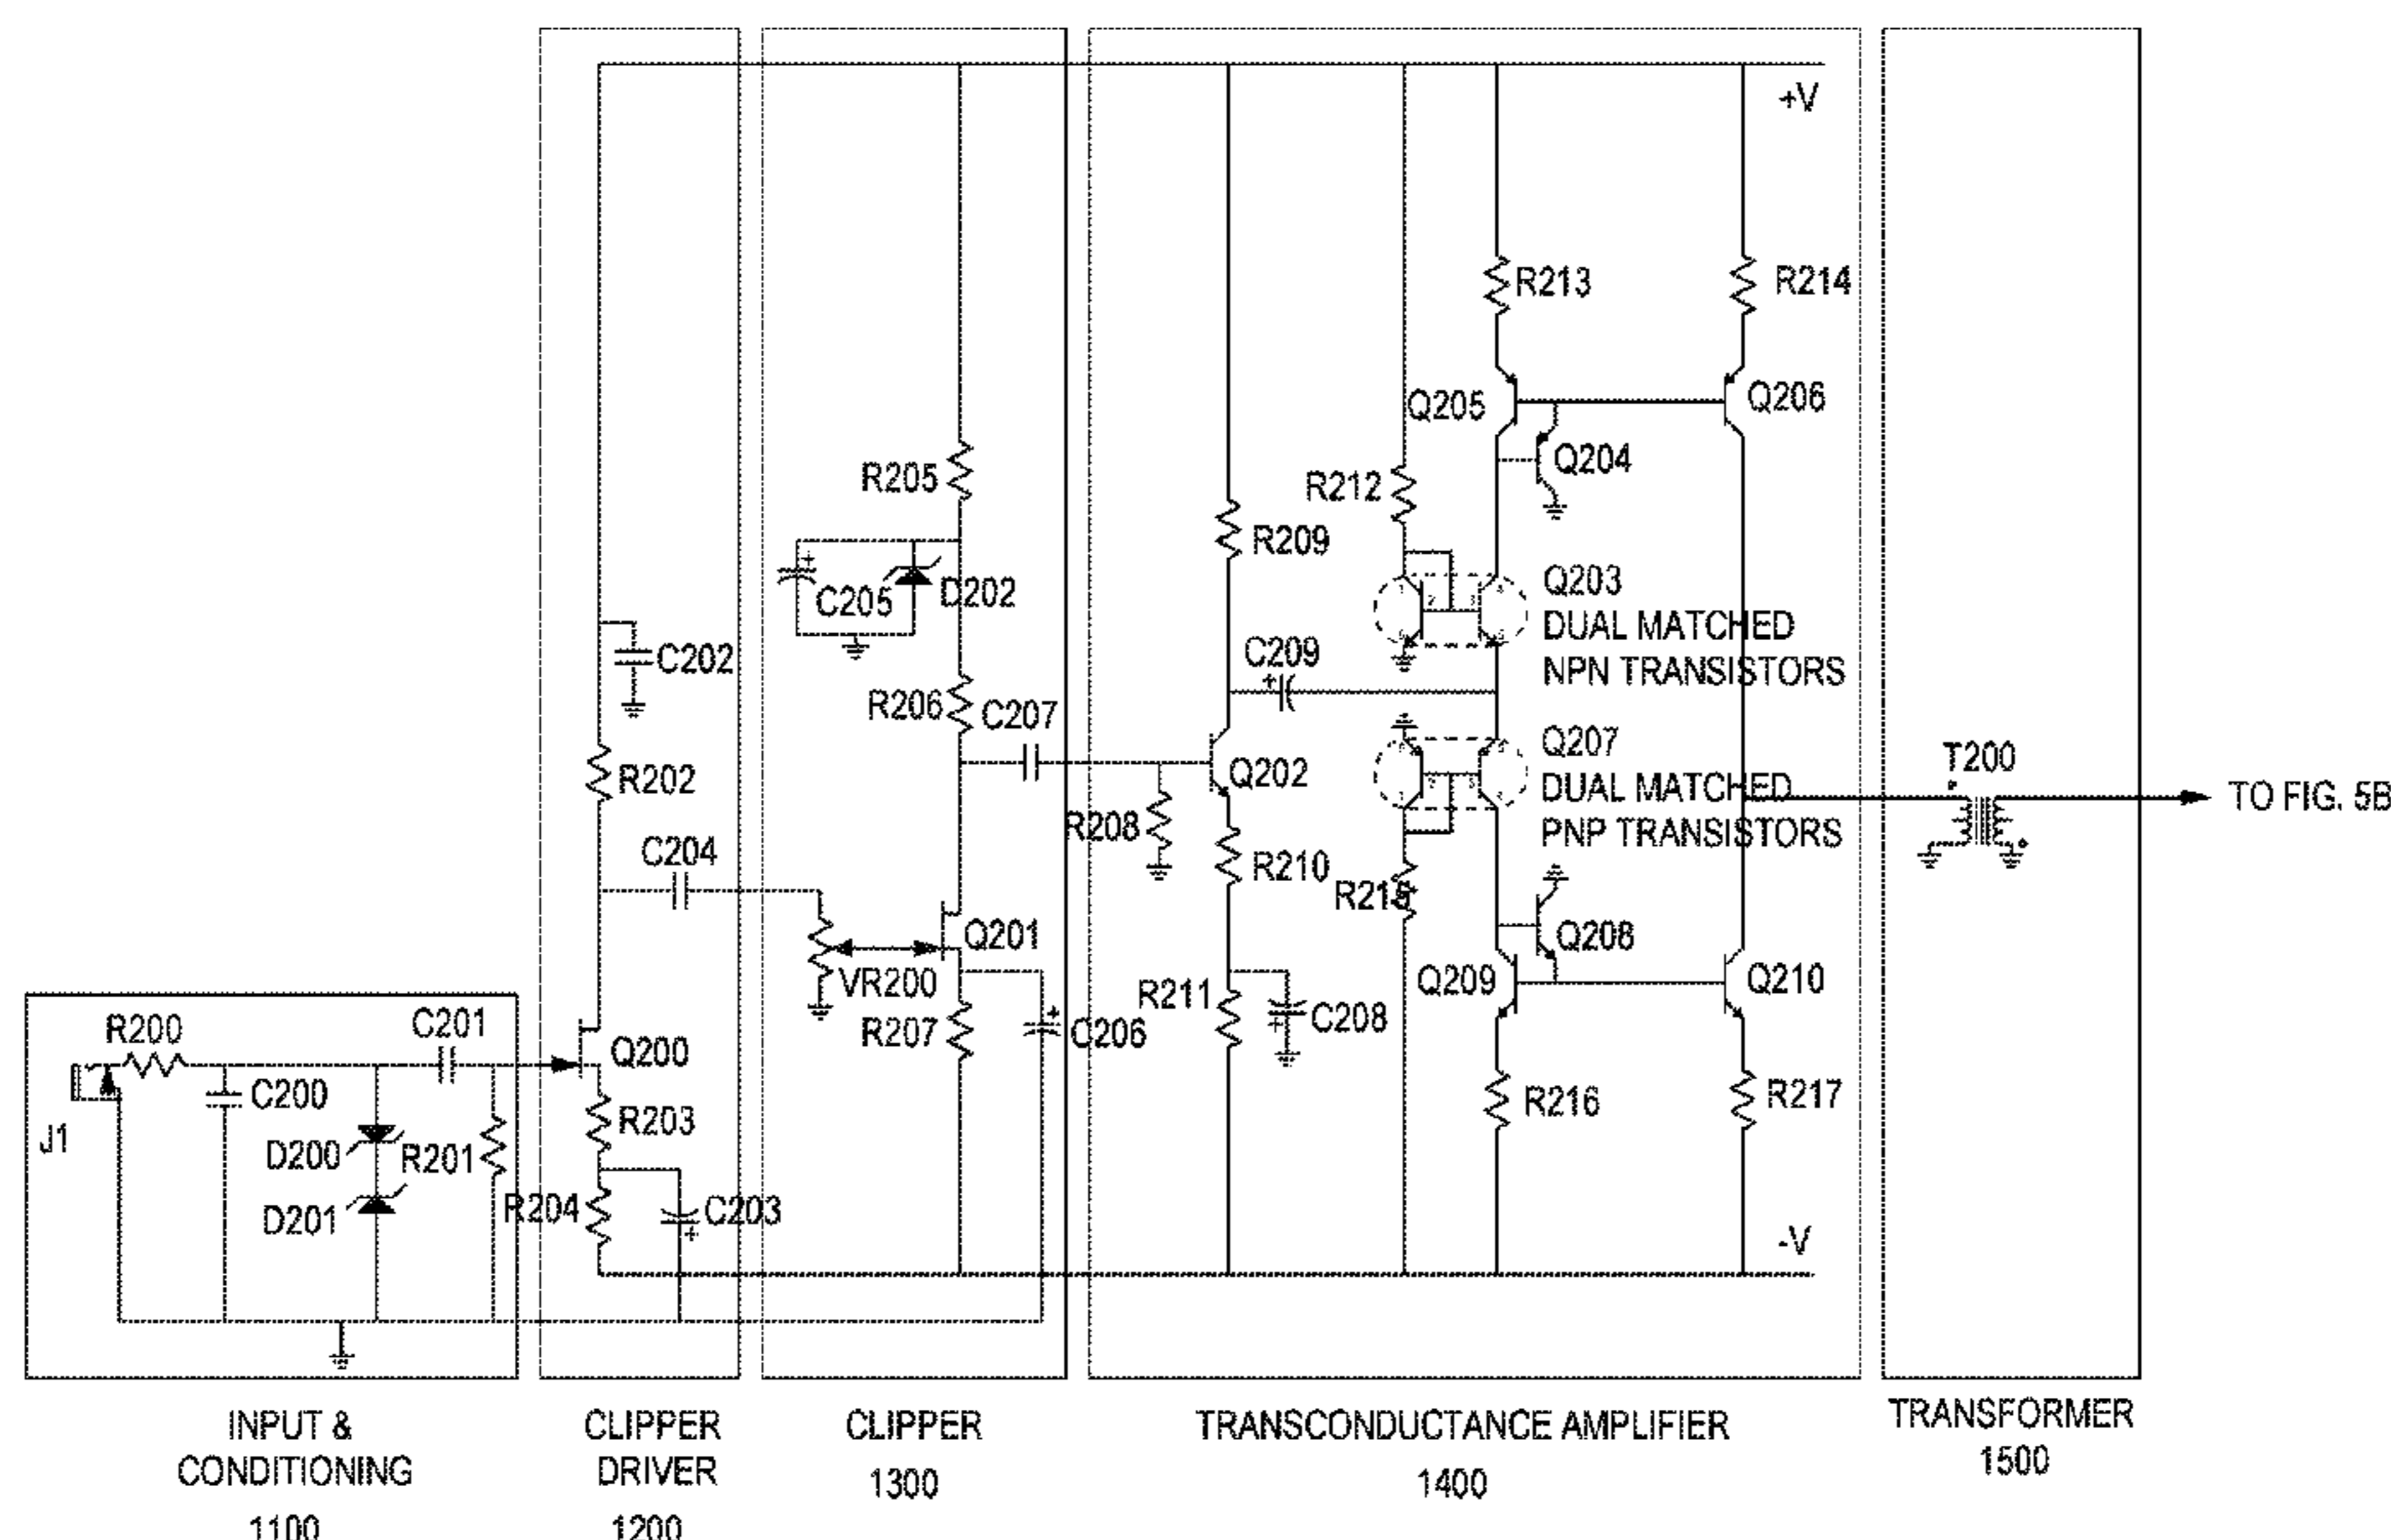 +V
R213
R214
Q205
Q206
Q204
R205
R212
R209
C205
D202
Q203
DUAL MATCHED
NPN TRANSISTORS
C202
C209
R206
C207
Q207
DUAL MATCHED
PNP TRANSISTORS
T200
TO FIG. 5B
R202
Q202
R208
C204
R210
R215
Q201
Q208
VR200
Q209
Q210
R200
C201
R207
C206
R211
C208
Q200
C200
J1
R203
D200
R201
R216
R217
D201
R204
C203
-V
INPUT &
CONDITIONING
1100
CLIPPER
DRIVER
1200
CLIPPER
1300
TRANSCONDUCTANCE AMPLIFIER
1400
TRANSFORMER
1500